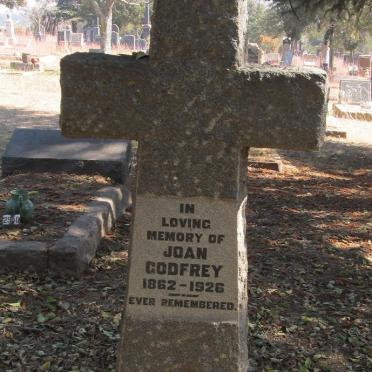 IN
LOVING
MEMORY OF
JOAN
GODFREY
1862-1926
EVER REMEMBERED.